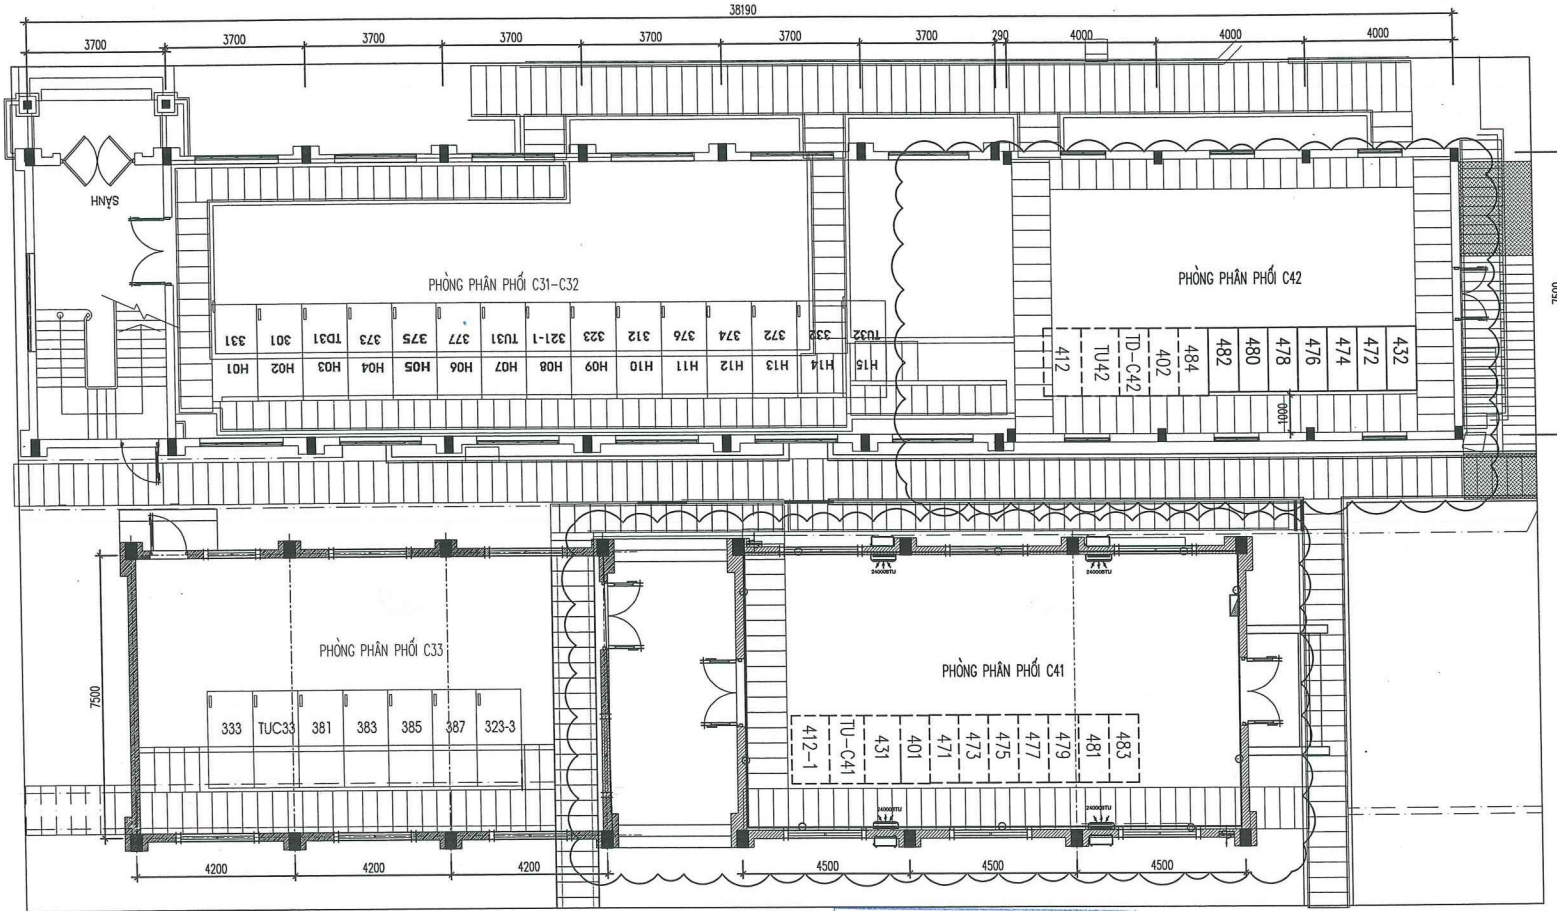 38190
3700 3700 3700 3700 3700 3700 3700 290 4000 4000 4000
SẢNH
PHÒNG PHÂN PHỐI C31-C32
PHÒNG PHÂN PHỐI C42
7500
331 301 TD31 373 375 377 TU31 321-1 323 312 376 374 372 332 TU32
H01 H02 H03 H04 H05 H06 H07 H08 H09 H10 H11 H12 H13 H14 H15
412 TU42 TD-C42 402 484 482 480 478 476 474 472 432
1000
24000BTU 24000BTU
PHÒNG PHÂN PHỐI C33
PHÒNG PHÂN PHỐI C41
7500
333 TUC33 381 383 385 387 323-3
412-1 TU-C41 431 401 471 473 475 477 479 481 483
24000BTU 24000BTU
4200 4200 4200 4500 4500 4500